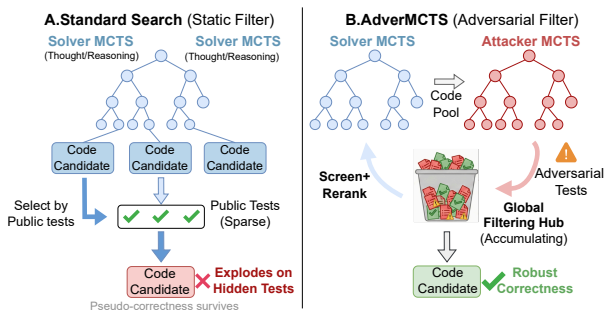 A.Standard Search (Static Filter)
Solver MCTS
(Thought/Reasoning)
Solver MCTS
(Thought/Reasoning)
Code
Candidate
Code
Candidate
Code
Candidate
Select by
Public tests
Public Tests
(Sparse)
Code
Candidate
Explodes on
Hidden Tests
Pseudo-correctness survives
B.AdverMCTS (Adversarial Filter)
Solver MCTS
Attacker MCTS
Code
Pool
Adversarial
Tests
Screen+
Rerank
Global
Filtering Hub
(Accumulating)
Code
Candidate
Robust
Correctness